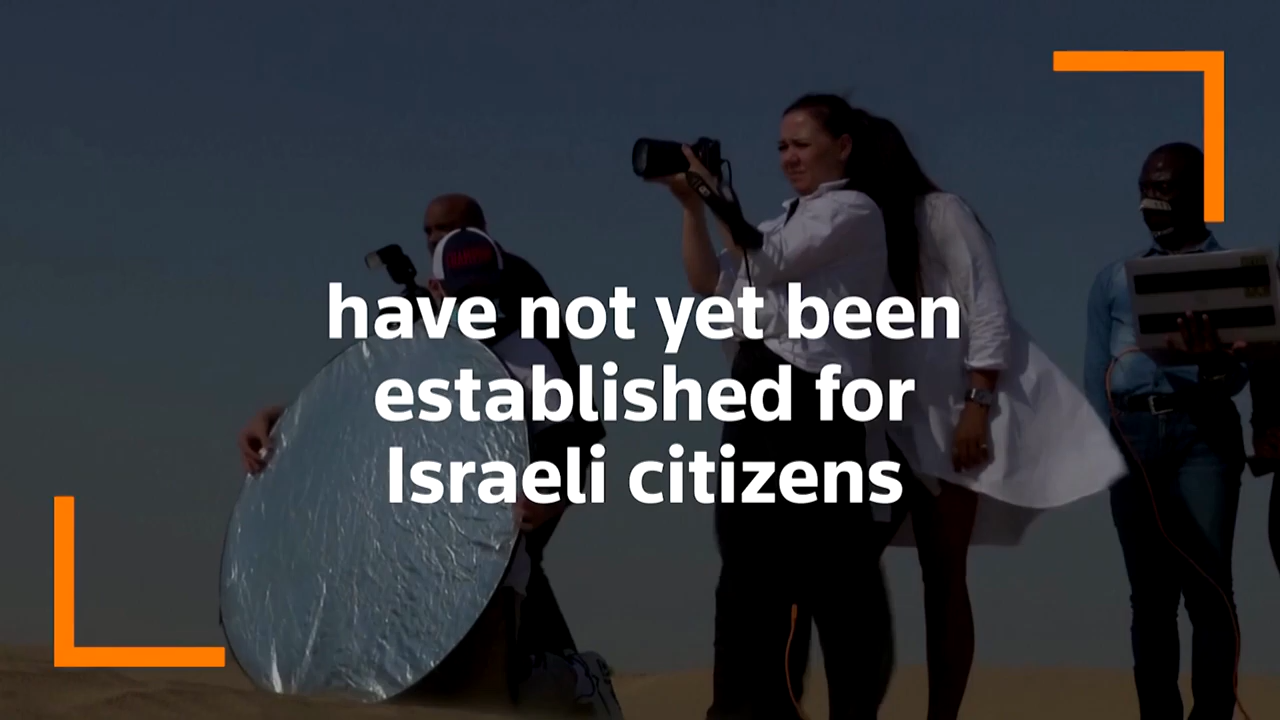 have not yet been
established for
Israeli citizens